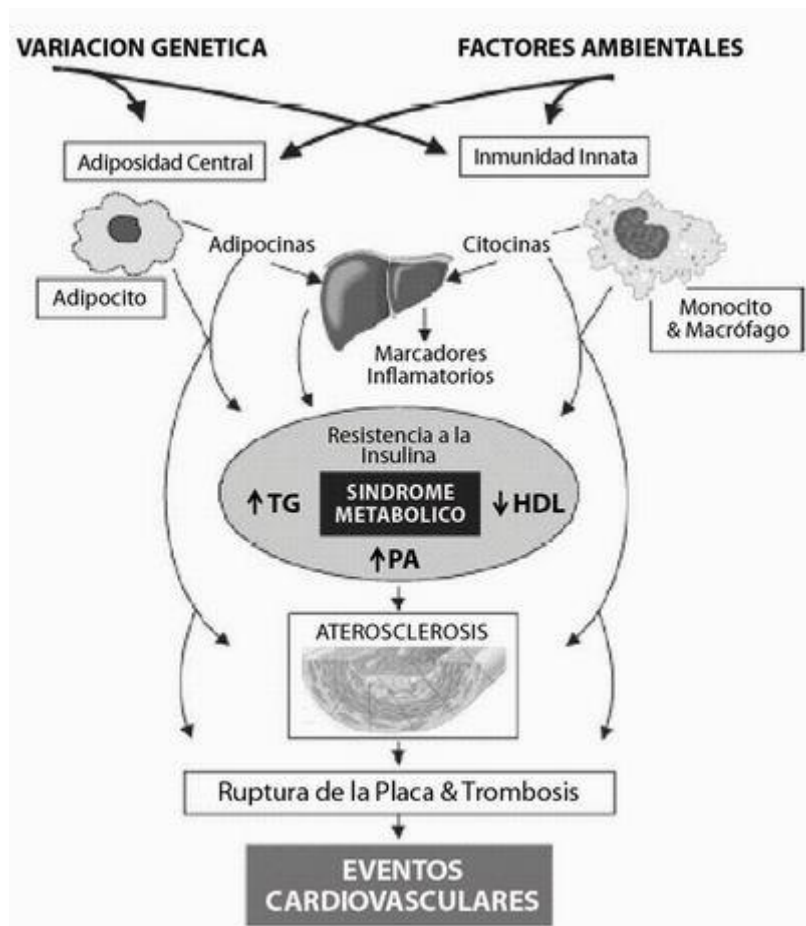 VARIACION GENETICA
FACTORES AMBIENTALES
Adiposidad Central
Inmunidad Innata
Adipocinas
Citocinas
Adipocito
Monocito
& Macrófago
Marcadores
Inflamatorios
Resistencia a la
Insulina
↑TG
SINDROME
METABOLICO
↓HDL
↑PA
ATEROSCLEROSIS
Ruptura de la Placa & Trombosis
EVENTOS
CARDIOVASCULARES